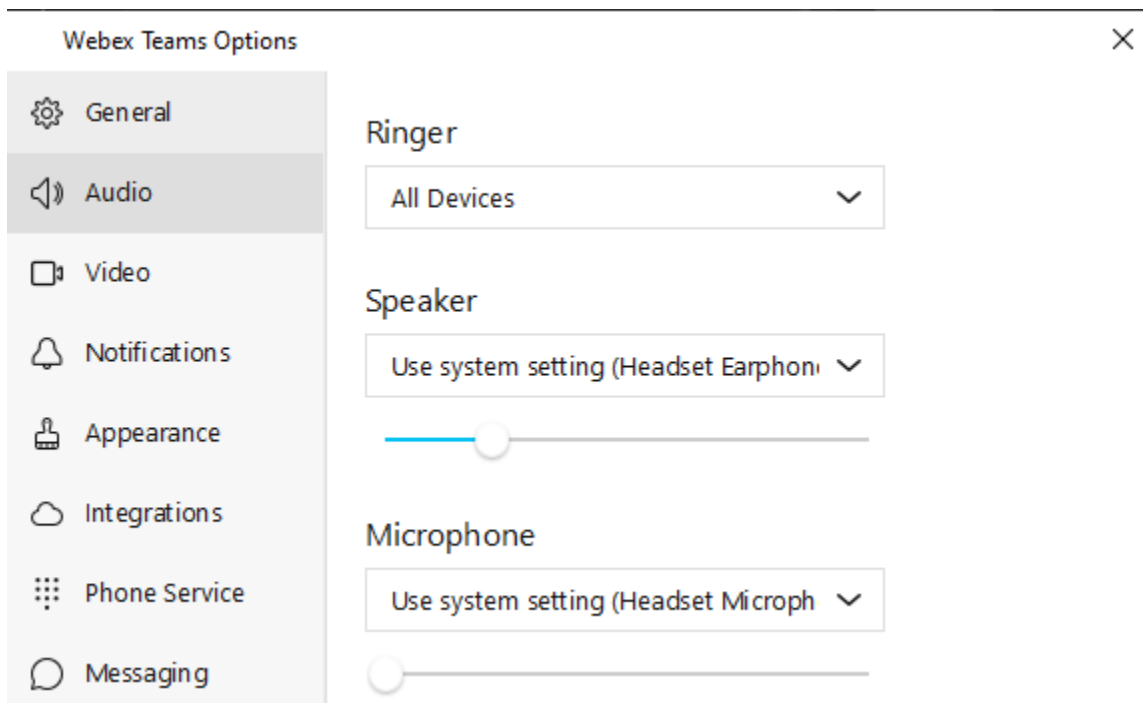 Webex Teams Options
General
Audio
Video
Notifications
Appearance
Integrations
Phone Service
Messaging
Ringer
All Devices
Speaker
Use system setting (Headset Earphon
Microphone
Use system setting (Headset Microph